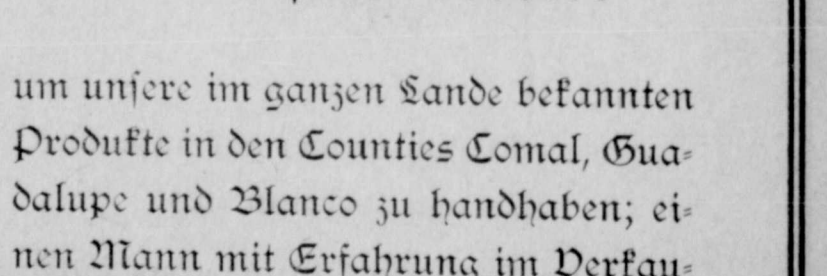 um unsere im ganzen Lande bekannten
Produkte in den Counties Comal, Gua-
dalupe und Blanco zu handhaben; ei-
nen Mann mit Erfahrung im Verkau-